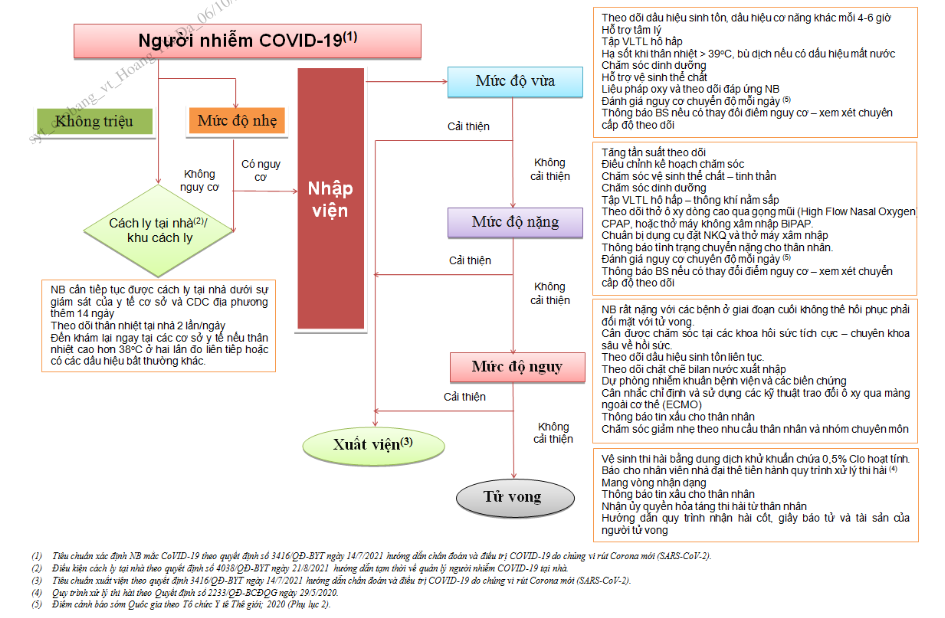 Người nhiễm COVID-19(1)
Không triệu
Mức độ nhẹ
Không
nguy cơ
Có nguy
cơ
Cách ly tại nhà(2)/
khu cách ly
NB cần tiếp tục được cách ly tại nhà dưới sự
giám sát của y tế cơ sở và CDC địa phương
thêm 14 ngày
Theo dõi thân nhiệt tại nhà 2 lần/ngày
Đến khám lại ngay tại các cơ sở y tế nếu thân
nhiệt cao hơn 38ºC ở hai lần đo liên tiếp hoặc
có các dấu hiệu bất thường khác.
Nhập
viện
Mức độ vừa
Cải thiện
Không
cải thiện
Mức độ nặng
Cải thiện
Không
cải thiện
Mức độ nguy
Cải thiện
Không
cải thiện
Xuất viện(3)
Tử vong
Theo dõi dấu hiệu sinh tồn, dấu hiệu cơ năng khác mỗi 4-6 giờ
Hỗ trợ tâm lý
Tập VLTL hô hấp
Hạ sốt khi thân nhiệt > 39ºC, bù dịch nếu có dấu hiệu mất nước
Chăm sóc dinh dưỡng
Hỗ trợ vệ sinh thể chất
Liệu pháp oxy và theo dõi đáp ứng NB
Đánh giá nguy cơ chuyển độ mỗi ngày (5)
Thông báo BS nếu có thay đổi điểm nguy cơ – xem xét chuyển
cấp độ theo dõi
Tăng tần suất theo dõi
Điều chỉnh kế hoạch chăm sóc
Chăm sóc vệ sinh thể chất – tinh thần
Chăm sóc dinh dưỡng
Tập VLTL hô hấp – thông khí nằm sấp
Theo dõi thở ô xy dòng cao qua gọng mũi (High Flow Nasal Oxygen
CPAP, hoặc thở máy không xâm nhập BiPAP.
Chuẩn bị dụng cụ đặt NKQ và thở máy xâm nhập
Thông báo tình trạng chuyển nặng cho thân nhân.
Đánh giá nguy cơ chuyển độ mỗi ngày (5)
Thông báo BS nếu có thay đổi điểm nguy cơ – xem xét chuyển
cấp độ theo dõi
NB rất nặng với các bệnh ở giai đoạn cuối không thể hồi phục phải
đối mặt với tử vong.
Cần được chăm sóc tại các khoa hồi sức tích cực – chuyên khoa
sâu về hồi sức.
Theo dõi dấu hiệu sinh tồn liên tục.
Theo dõi chặt chẽ bilan nước xuất nhập
Dự phòng nhiễm khuẩn bệnh viện và các biến chứng
Cân nhắc chỉ định và sử dụng các kỹ thuật trao đổi ô xy qua màng
ngoài cơ thể (ECMO)
Thông báo tin xấu cho thân nhân
Chăm sóc giảm nhẹ theo nhu cầu thân nhân và nhóm chuyên môn
Vệ sinh thi hài bằng dung dịch khử khuẩn chứa 0,5% Clo hoạt tính.
Báo cho nhân viên nhà đại thể tiến hành quy trình xử lý thi hài (4)
Mang vòng nhận dạng
Thông báo tin xấu cho thân nhân
Nhận ủy quyền hỏa táng thi hài từ thân nhân
Hướng dẫn quy trình nhận hài cốt, giấy báo tử và tài sản của
người tử vong
(1) Tiêu chuẩn xác định NB mắc CoVID-19 theo quyết định số 3416/QĐ-BYT ngày 14/7/2021 hướng dẫn chẩn đoán và điều trị COVID-19 do chủng vi rút Corona mới (SARS-CoV-2).
(2) Điều kiện cách ly tại nhà theo quyết định số 4038/QĐ-BYT ngày 21/8/2021 hướng dẫn tạm thời về quản lý người nhiễm COVID-19 tại nhà.
(3) Tiêu chuẩn xuất viện theo quyết định 3416/QĐ-BYT ngày 14/7/2021 hướng dẫn chẩn đoán và điều trị COVID-19 do chủng vi rút Corona mới (SARS-CoV-2).
(4) Quy trình xử lý thi hài theo Quyết định số 2233/QĐ-BCĐQG ngày 29/5/2020.
(5) Điểm cảnh báo sớm Quốc gia theo Tổ chức Y tế Thế giới; 2020 (Phụ lục 2).